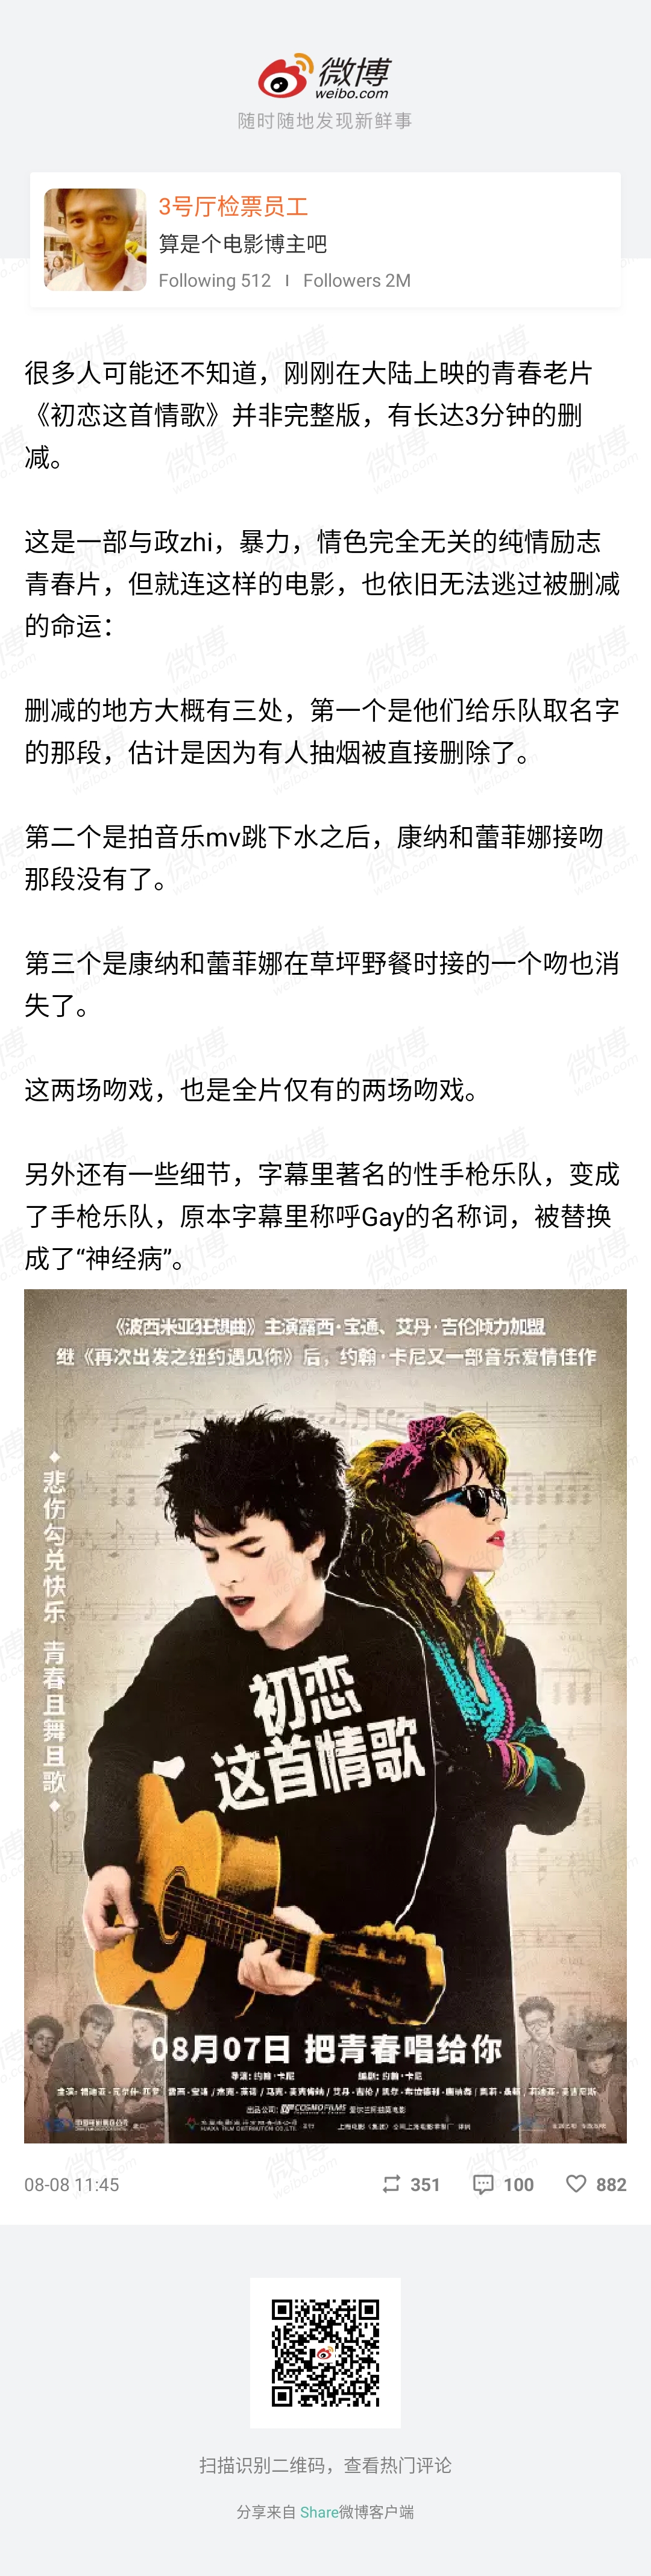 微博
weibo.com
随时随地发现新鲜事
3号厅检票员工
算是个电影博主吧
Following 512 | Followers 2M
很多人可能还不知道，刚刚在大陆上映的青春老片
《初恋这首情歌》并非完整版，有长达3分钟的删
减。
这是一部与政zhi，暴力，情色完全无关的纯情励志
青春片，但就连这样的电影，也依旧无法逃过被删减
的命运：
删减的地方大概有三处，第一个是他们给乐队取名字
的那段，估计是因为有人抽烟被直接删除了。
第二个是拍音乐mv跳下水之后，康纳和蕾菲娜接吻
那段没有了。
第三个是康纳和蕾菲娜在草坪野餐时接的一个吻也消
失了。
这两场吻戏，也是全片仅有的两场吻戏。
另外还有一些细节，字幕里著名的性手枪乐队，变成
了手枪乐队，原本字幕里称呼Gay的名称词，被替换
成了“神经病”。
《波西米亚狂想曲》主演露西·宝通、艾丹·吉伦倾力加盟
继《再次出发之纽约遇见你》后，约翰·卡尼又一部音乐爱情佳作
悲伤勾兑快乐 青春且舞且歌
初恋
这首情歌
08月07日 把青春唱给你
导演：约翰·卡尼 编剧：约翰·卡尼
出品公司：COSMO FILMS
08-08 11:45 351 100 882
扫描识别二维码，查看热门评论
分享来自 Share微博客户端